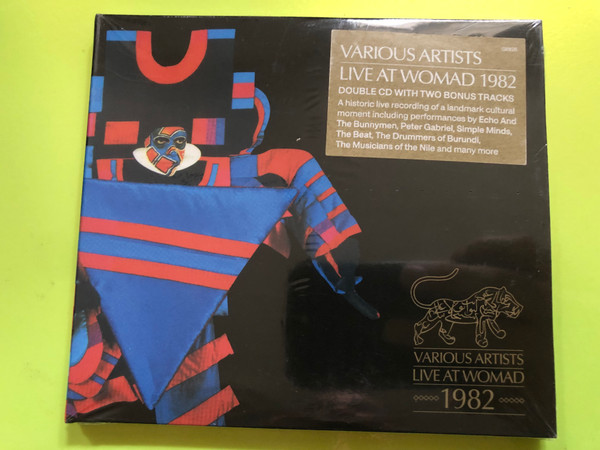 VARIOUS ARTISTS
LIVE AT WOMAD 1982
DOUBLE CD WITH TWO BONUS TRACKS
A historic live recording of a landmark cultural
moment including performances by Echo And
The Bunnymen, Peter Gabriel, Simple Minds,
The Beat, The Drummers of Burundi,
The Musicians of the Nile and many more
VARIOUS ARTISTS
LIVE AT WOMAD
1982